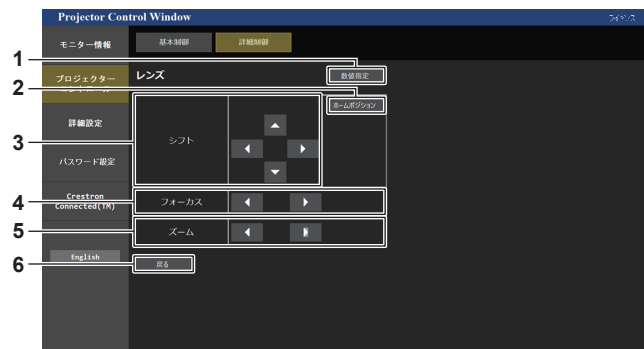 Projector Control Window
モニター情報
基本制御
詳細制御
1
プロジェクター
レンズ
数値指定
2
ホームポジション
詳細設定
3
シフト
パスワード設定
Crestron
Connected(TM)
4
フォーカス
5
ズーム
English
6
戻る